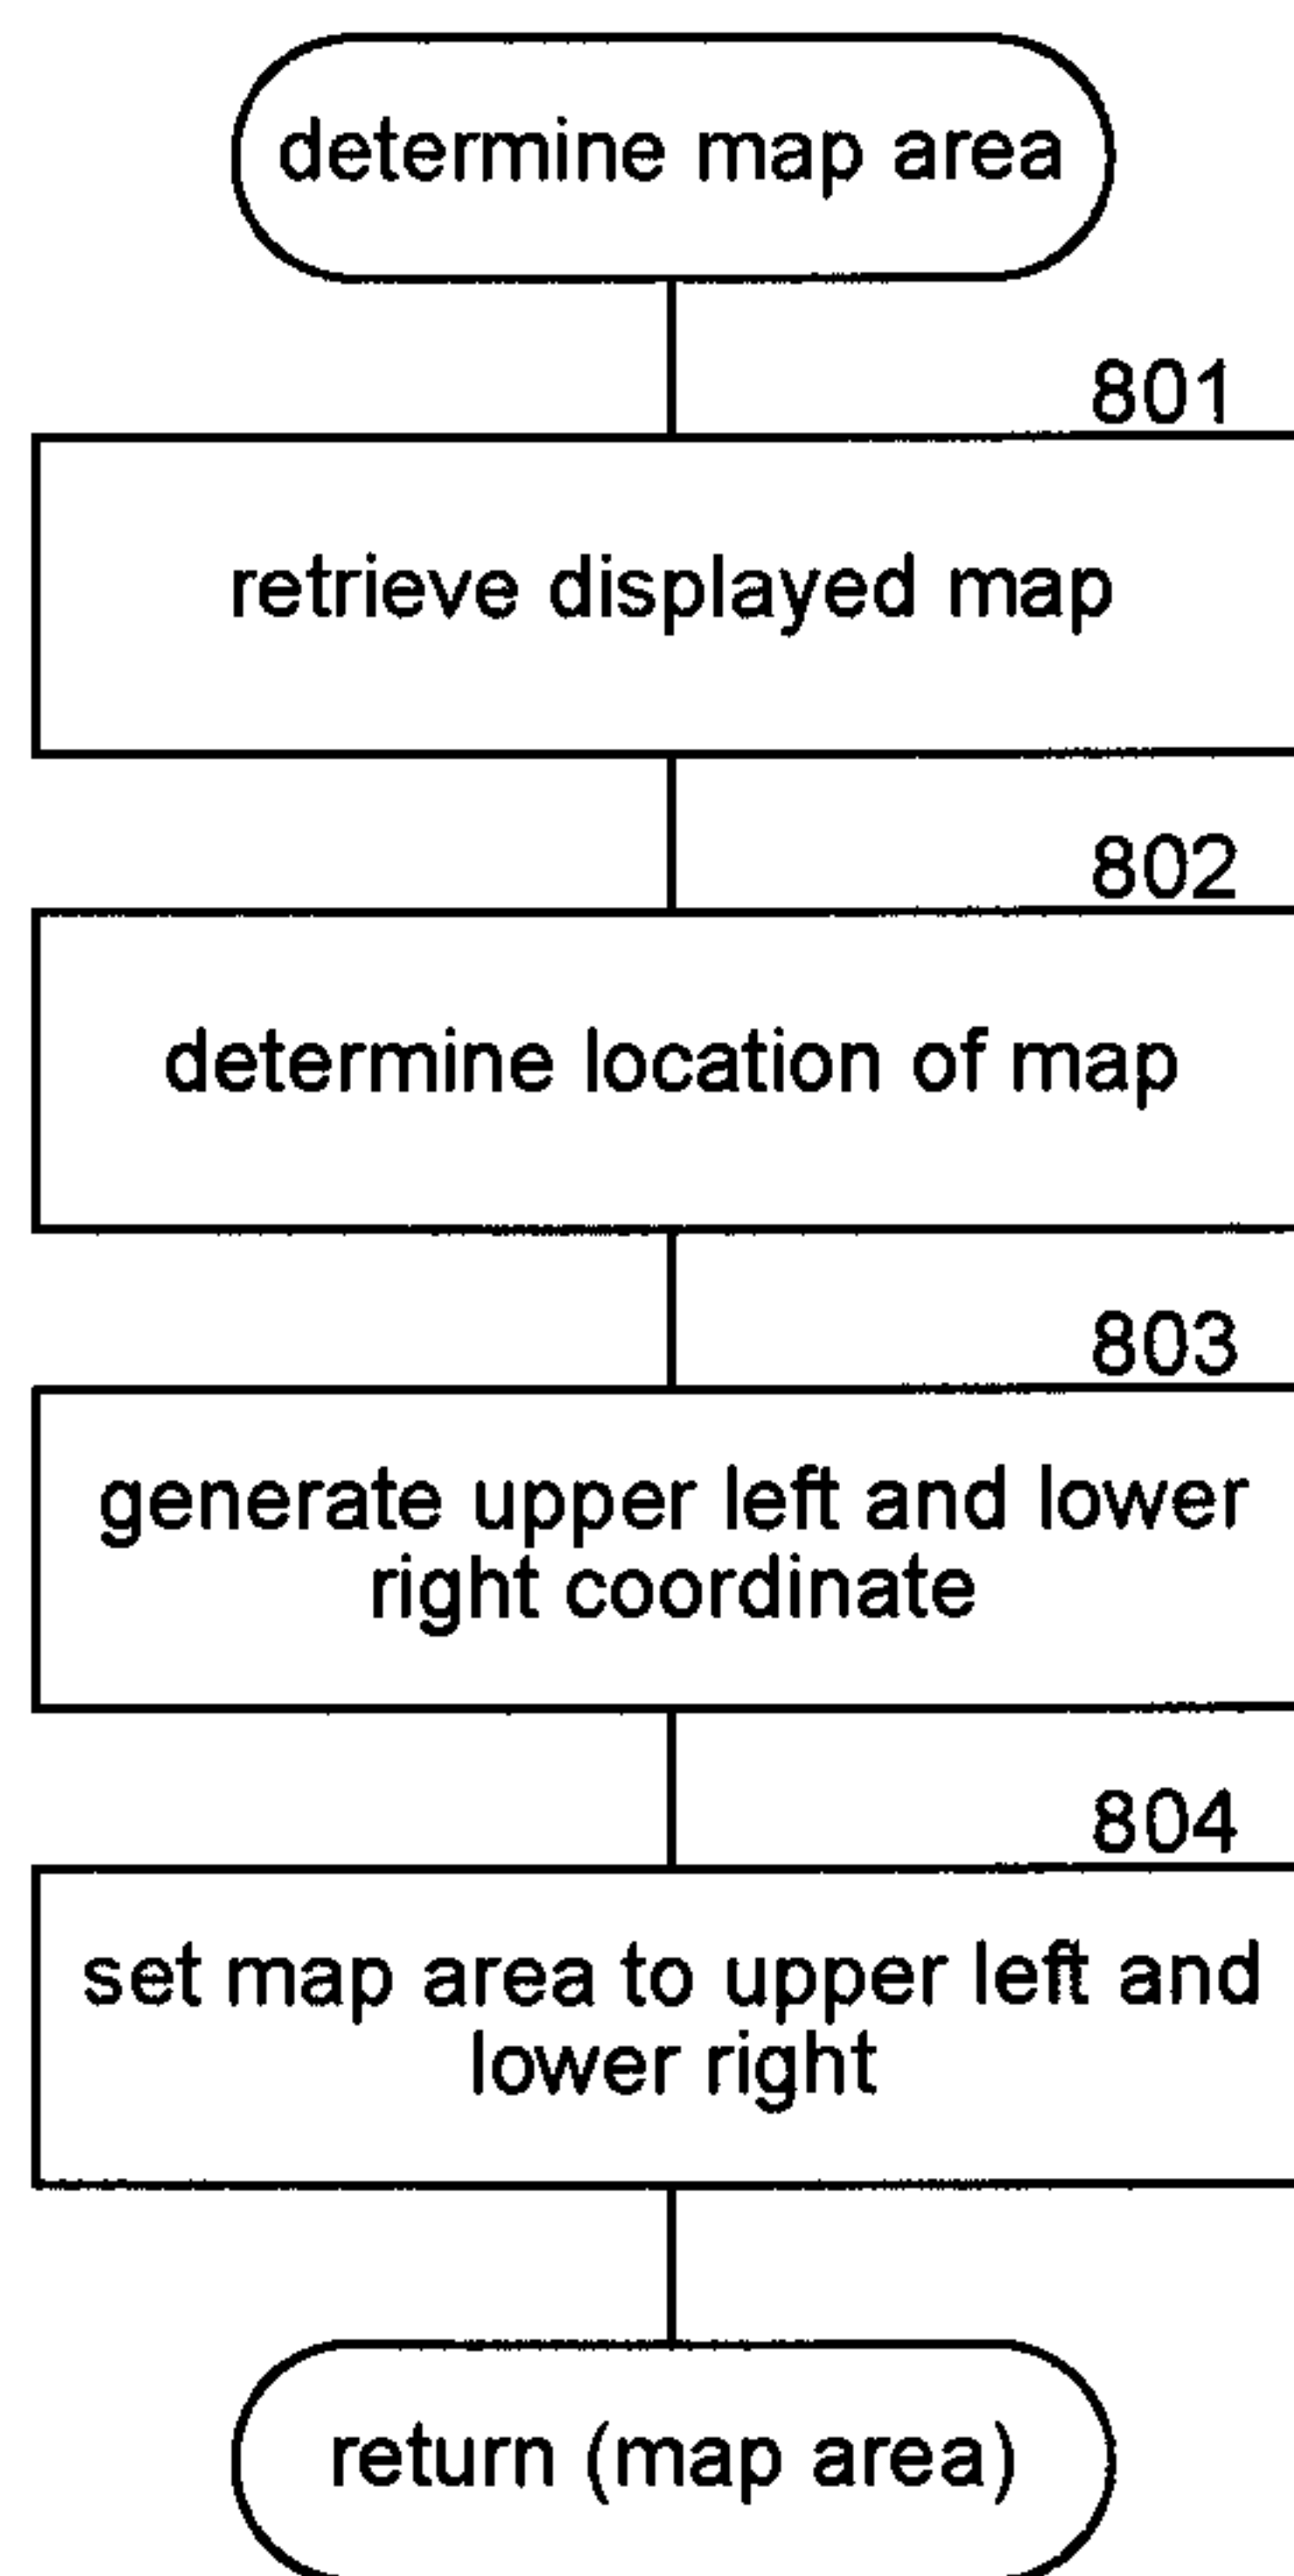 determine map area
801
retrieve displayed map
802
determine location of map
803
generate upper left and lower
right coordinate
804
set map area to upper left and
lower right
return (map area)